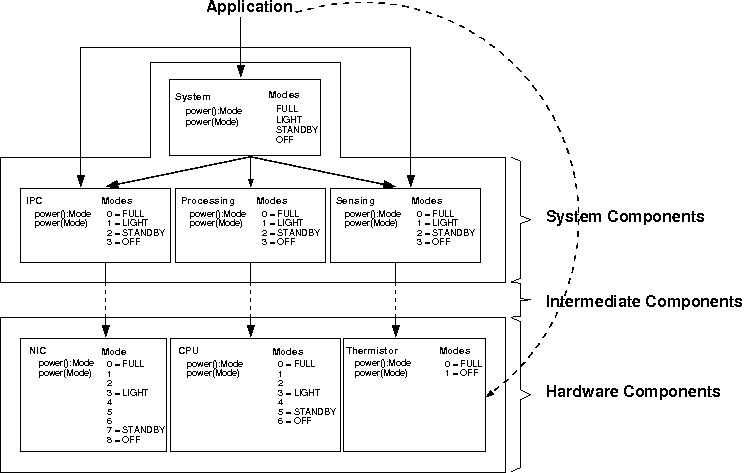 Application
System
Modes
power():Mode
power(Mode)
FULL
LIGHT
STANDBY
OFF
IPC
Modes
power():Mode
power(Mode)
0 = FULL
1 = LIGHT
2 = STANDBY
3 = OFF
Processing
Modes
power():Mode
power(Mode)
0 = FULL
1 = LIGHT
2 = STANDBY
3 = OFF
Sensing
Modes
power():Mode
power(Mode)
0 = FULL
1 = LIGHT
2 = STANDBY
3 = OFF
System Components
Intermediate Components
NIC
Mode
power():Mode
power(Mode)
0 = FULL
1
2
3 = LIGHT
4
5
6
7 = STANDBY
8 = OFF
CPU
Modes
power():Mode
power(Mode)
0 = FULL
1
2
3 = LIGHT
4
5 = STANDBY
6 = OFF
Thermistor
Modes
power():Mode
power(Mode)
0 = FULL
1 = OFF
Hardware Components